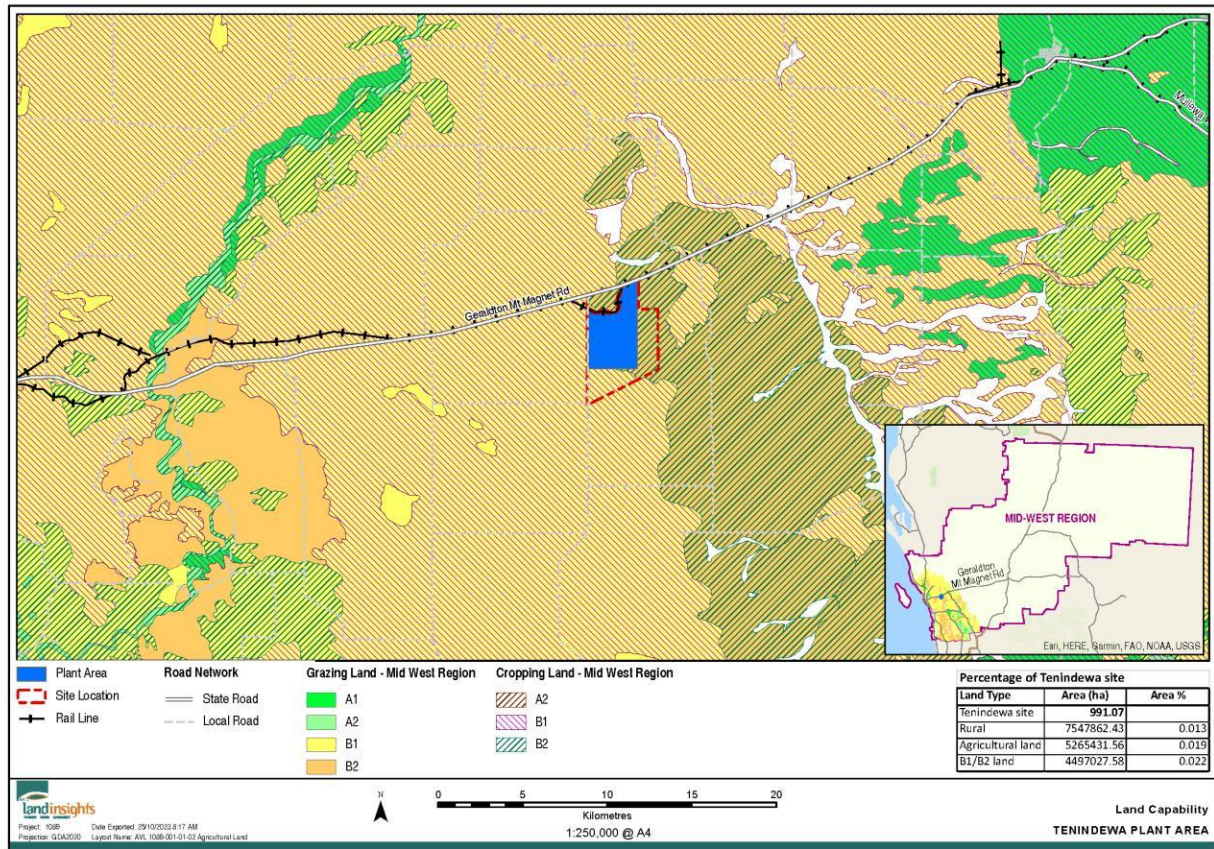 Mullewa
Geraldton Mt Magnet Rd
MID-WEST REGION
Geraldton
Mt Magnet Rd
Esri, HERE, Garmin, FAO, NOAA, USGS
Plant Area
Site Location
Rail Line
Road Network
State Road
Local Road
Grazing Land - Mid West Region
A1
A2
B1
B2
Cropping Land - Mid West Region
A2
B1
B2
Percentage of Tenindewa site
Land Type Area (ha) Area %
Tenindewa site 991.07
Rural 7547862.43 0.013
Agricultural land 5265431.56 0.019
B1/B2 land 4497027.58 0.022
landinsights
Project: 1089 Date Exported: 25/10/2023 8:17 AM
Projection: GDA2020 Layout Name: AVL 1089-001-01-02 Agricultural Land
N
0 5 10 15 20
Kilometres
1:250,000 @ A4
Land Capability
TENINDEWA PLANT AREA